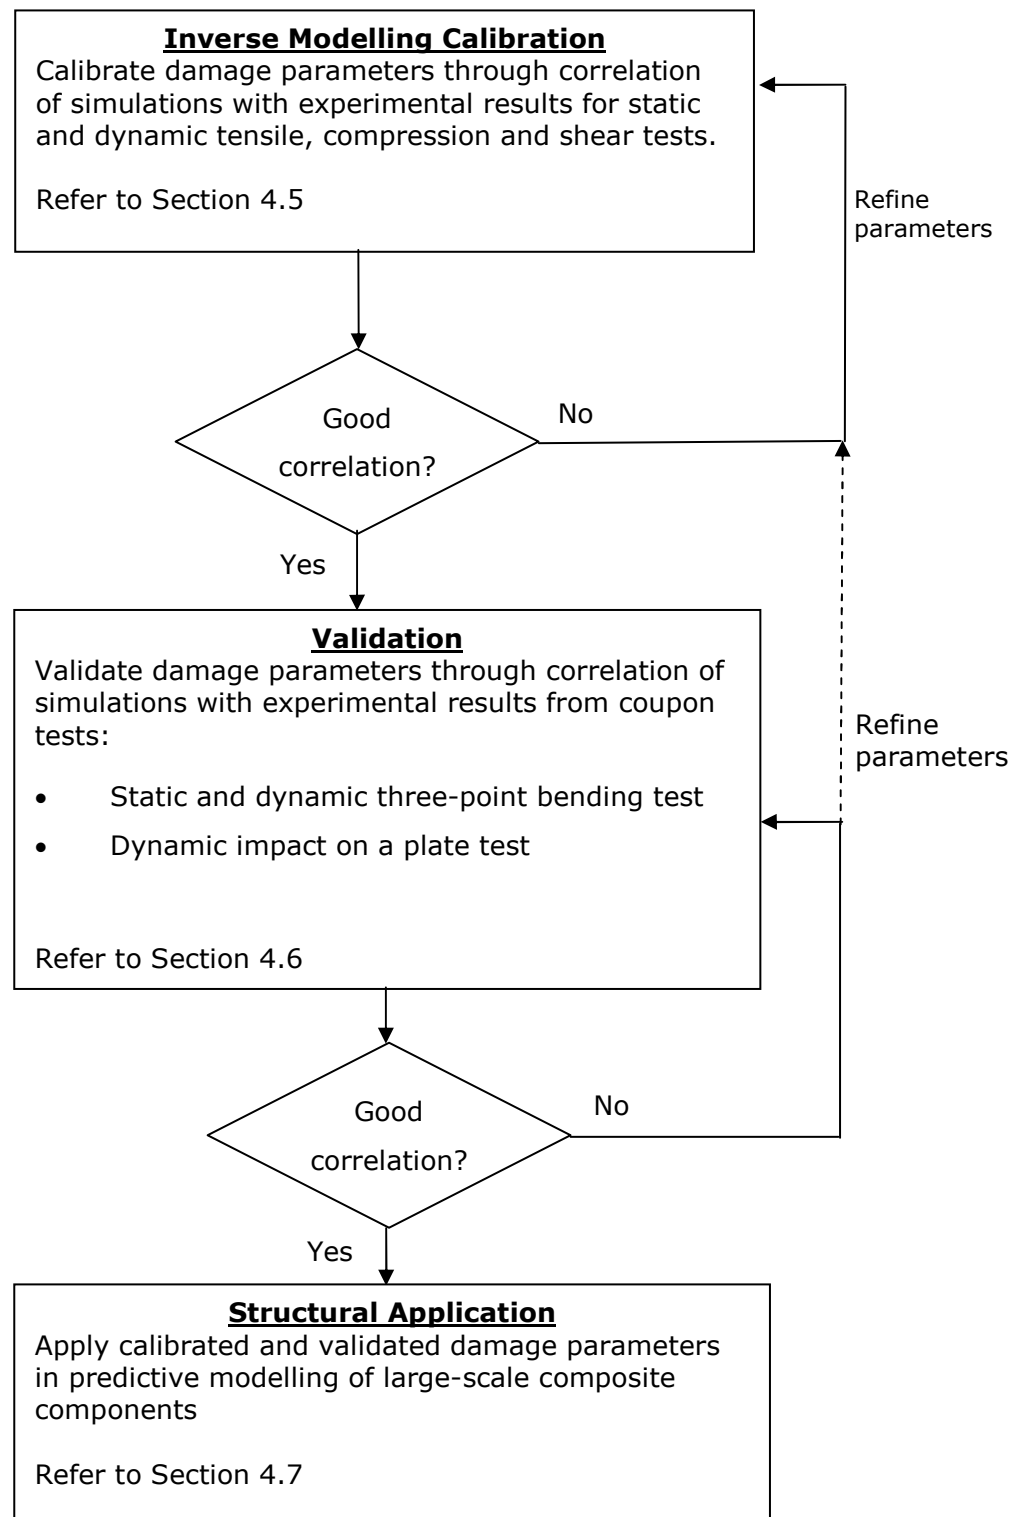 Inverse Modelling Calibration
Calibrate damage parameters through correlation
of simulations with experimental results for static
and dynamic tensile, compression and shear tests.
Refer to Section 4.5
Refine
parameters
Good
correlation?
No
Yes
Validation
Validate damage parameters through correlation of
simulations with experimental results from coupon
tests:
• Static and dynamic three-point bending test
• Dynamic impact on a plate test
Refer to Section 4.6
Refine
parameters
Good
correlation?
No
Yes
Structural Application
Apply calibrated and validated damage parameters
in predictive modelling of large-scale composite
components
Refer to Section 4.7